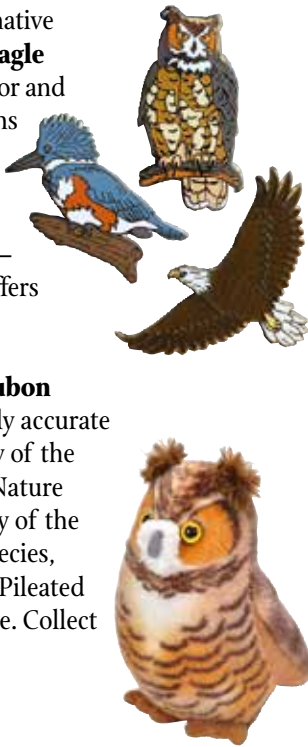 native
agle
or and
ns
–
ffers
ubon
ly accurate
y of the
Nature
y of the
ecies,
Pileated
e. Collect